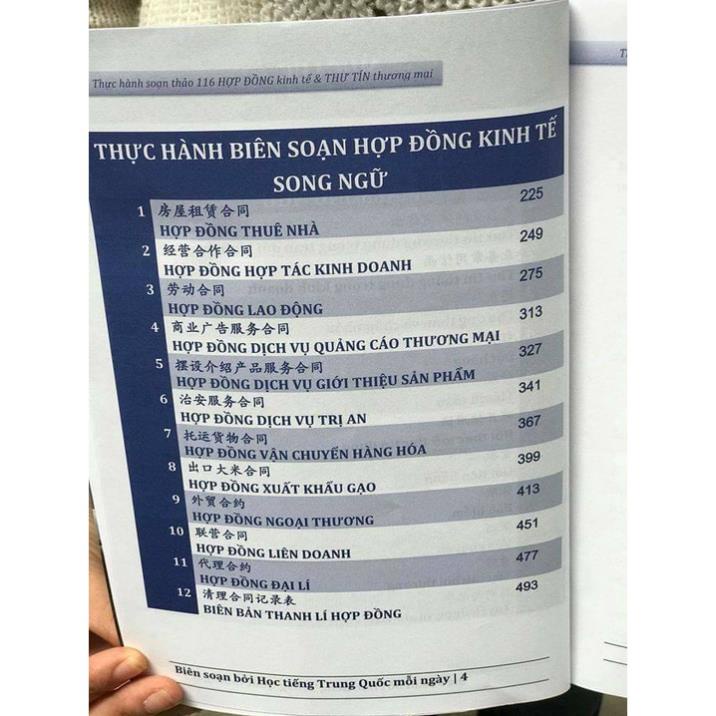 Thực hành soạn thảo 116 HỢP ĐỒNG kinh tế & THƯ TÍN thương mại
THỰC HÀNH BIÊN SOẠN HỢP ĐỒNG KINH TẾ
SONG NGỮ
1 房屋租赁合同 225
HỢP ĐỒNG THUÊ NHÀ
2 经营合作合同 249
HỢP ĐỒNG HỢP TÁC KINH DOANH
3 劳动合同 275
HỢP ĐỒNG LAO ĐỘNG
4 商业广告服务合同 313
HỢP ĐỒNG DỊCH VỤ QUẢNG CÁO THƯƠNG MẠI
5 摆设介绍产品服务合同 327
HỢP ĐỒNG DỊCH VỤ GIỚI THIỆU SẢN PHẨM
6 治安服务合同 341
HỢP ĐỒNG DỊCH VỤ TRỊ AN
7 托运货物合同 367
HỢP ĐỒNG VẬN CHUYỂN HÀNG HÓA
8 出口大米合同 399
HỢP ĐỒNG XUẤT KHẨU GẠO
9 外贸合约 413
HỢP ĐỒNG NGOẠI THƯƠNG
10 联营合同 451
HỢP ĐỒNG LIÊN DOANH
11 代理合约 477
HỢP ĐỒNG ĐẠI LÍ
12 清理合同记录表 493
BIÊN BẢN THANH LÍ HỢP ĐỒNG
Biên soạn bởi Học tiếng Trung Quốc mỗi ngày | 4